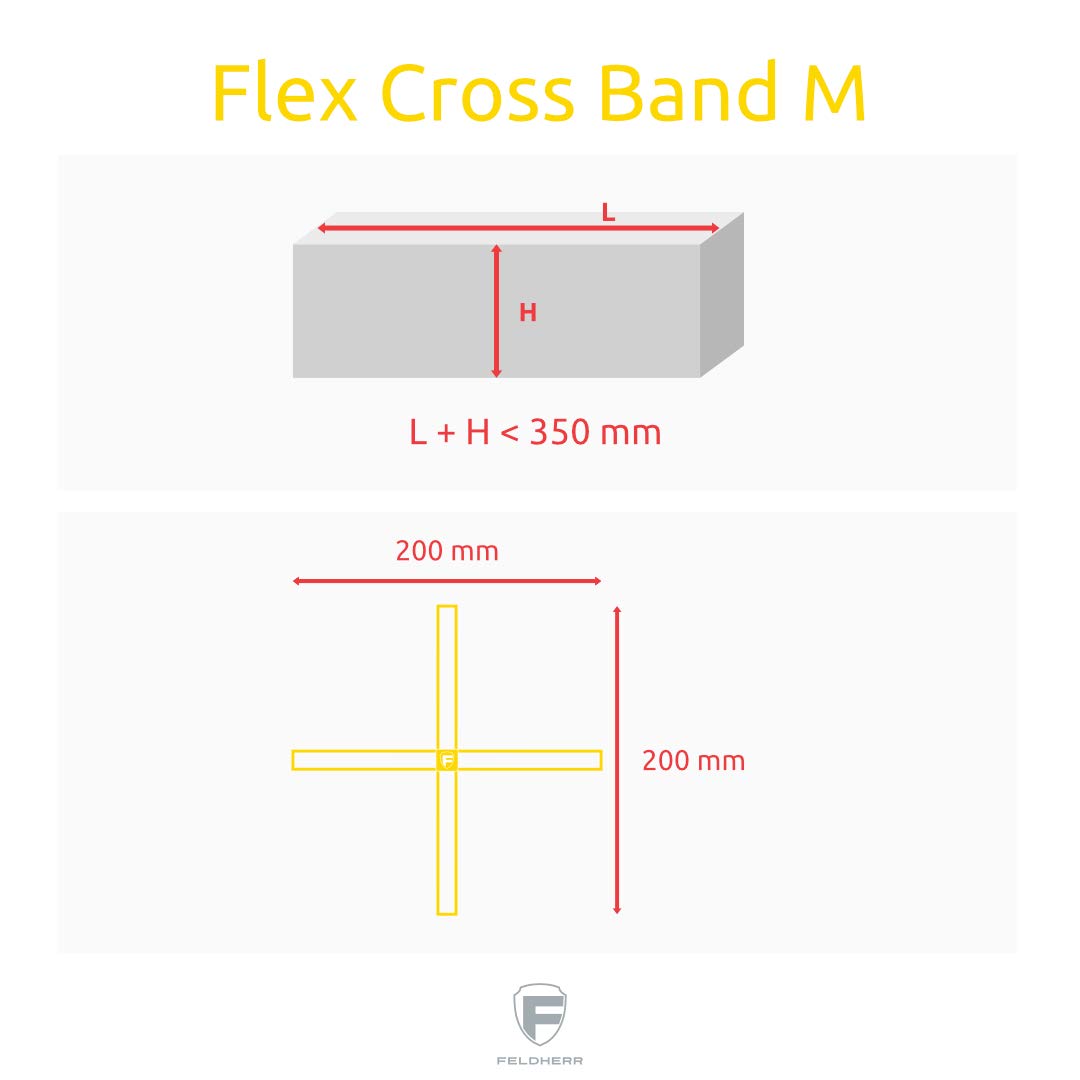 Flex Cross Band M
L
H
L + H < 350 mm
200 mm
200 mm
F
F
FELDHERR